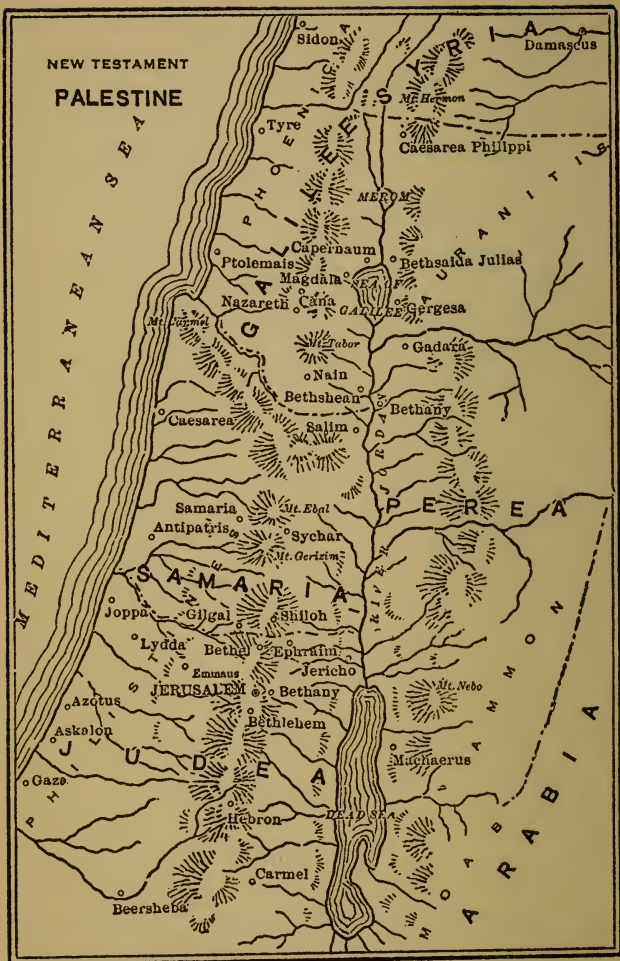 NEW TESTAMENT
PALESTINE
MEDITERRANEAN SEA
Sidon
SYRIA
Damascus
PHOENICIA
Mt. Hermon
Tyre
Caesarea Philippi
GALILEE
MEROM
AURANITIS
Capernaum
Ptolemais
Bethsaida Julias
Magdala
SEA OF
GALILEE
Nazareth
Cana
Gergesa
Mt. Carmel
Mt. Tabor
Gadara
Nain
Bethshean
Bethany
Caesarea
Salim
RIVER JORDAN
PEREA
Samaria
Mt. Ebal
Antipatris
Sychar
Mt. Gerizim
SAMARIA
Joppa
Gilgal
Shiloh
Lydda
Bethel
Ephraim
Jericho
Emmaus
JERUSALEM
Bethany
Mt. Nebo
AMMON
Azotus
Bethlehem
Askalon
JUDEA
Machaerus
Gaza
PHILISTINES
ARABIA
Hebron
DEAD SEA
MOAB
Carmel
Beersheba